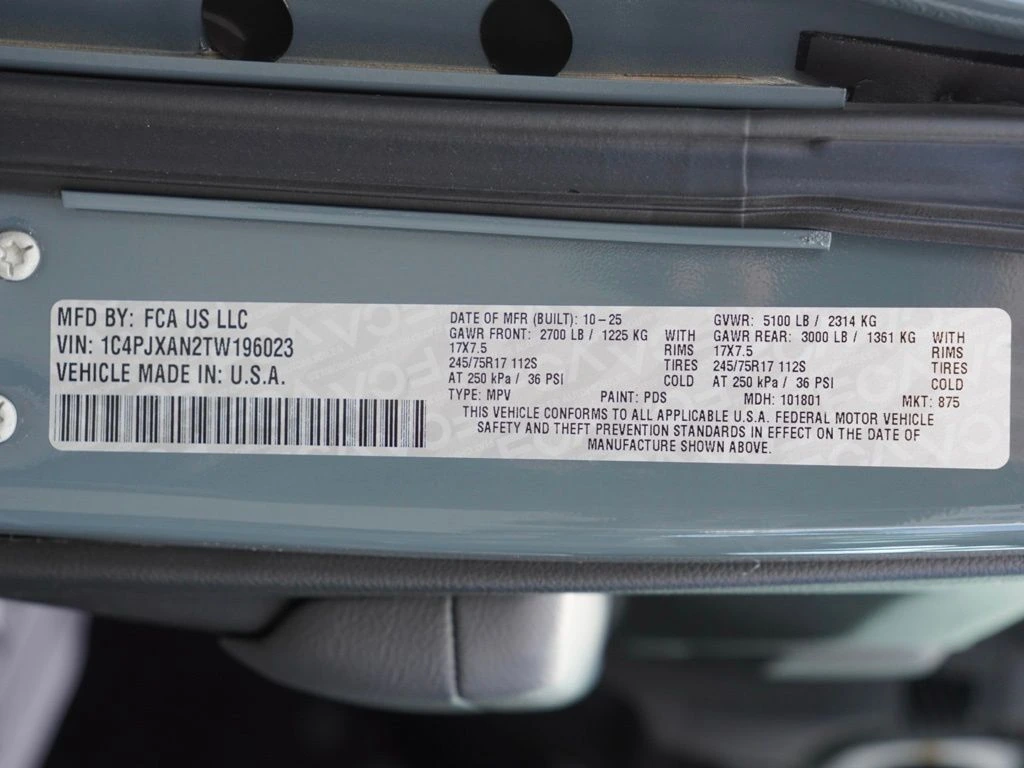 MFD BY: FCA US LLC
VIN: 1C4PJXAN2TW196023
VEHICLE MADE IN: U.S.A.
DATE OF MFR (BUILT): 10-25 GVWR: 5100 LB / 2314 KG
GAWR FRONT: 2700 LB / 1225 KG WITH GAWR REAR: 3000 LB / 1361 KG WITH
17X7.5 RIMS 17X7.5 RIMS
245/75R17 112S TIRES 245/75R17 112S TIRES
AT 250 kPa / 36 PSI COLD AT 250 kPa / 36 PSI COLD
TYPE: MPV PAINT: PDS MDH: 101801 MKT: 875
THIS VEHICLE CONFORMS TO ALL APPLICABLE U.S.A. FEDERAL MOTOR VEHICLE
SAFETY AND THEFT PREVENTION STANDARDS IN EFFECT ON THE DATE OF
MANUFACTURE SHOWN ABOVE.